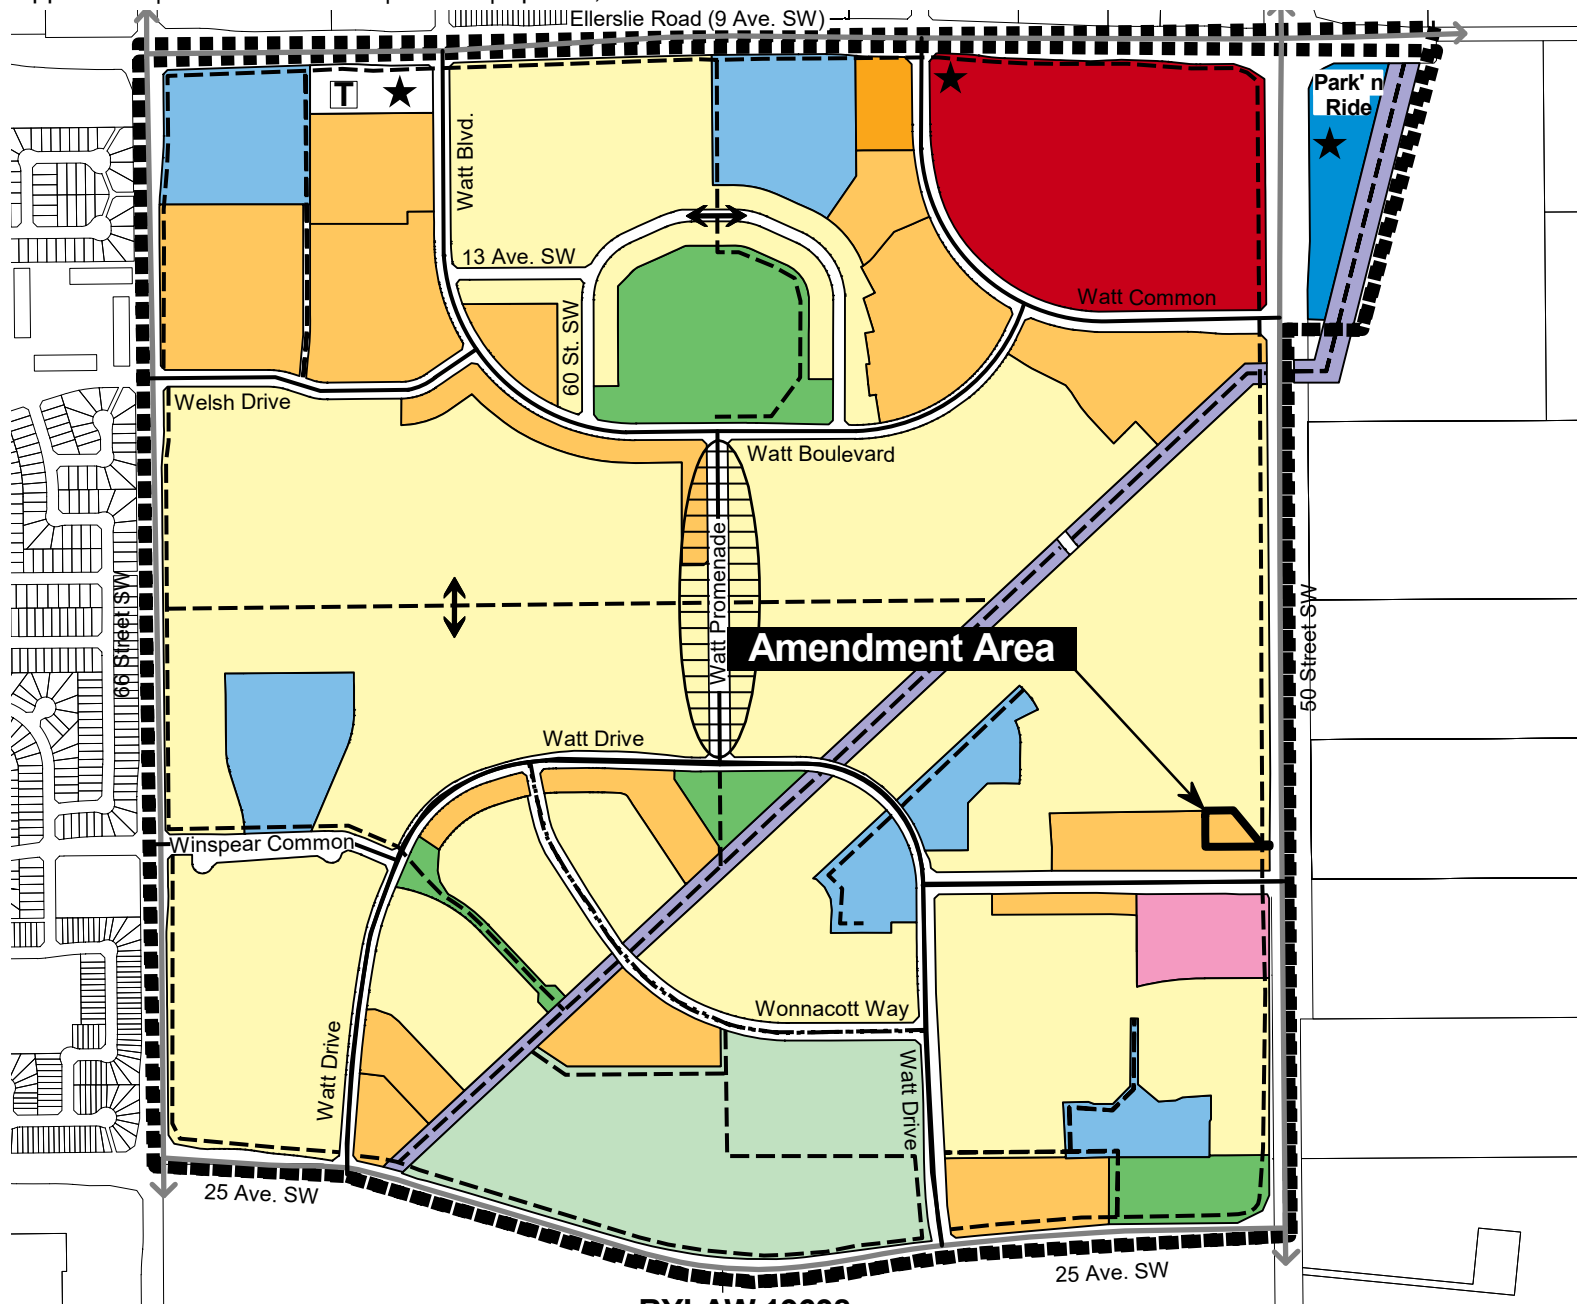 Ellerslie Road (9 Ave. SW)
T
Park' n
Ride
Watt Blvd.
13 Ave. SW
60 St. SW
Watt Common
Welsh Drive
Watt Boulevard
Watt Promenade
66 Street SW
50 Street SW
Amendment Area
Watt Drive
Winspear Common
Wonnacott Way
Watt Drive
Watt Drive
25 Ave. SW
25 Ave. SW